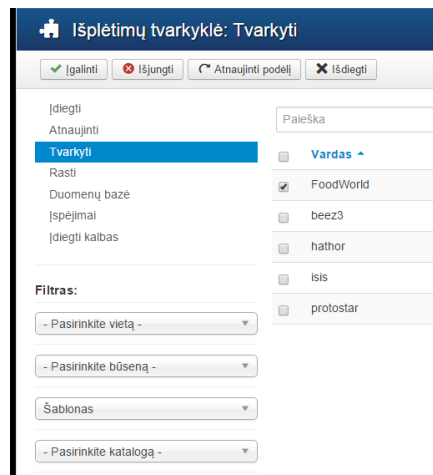 Išplėtimų tvarkyklė: Tvarkyti
Įgalinti
Išjungti
Atnaujinti podėlį
Išdiegti
Įdiegti
Atnaujinti
Tvarkyti
Rasti
Duomenų bazė
Įspėjimai
Įdiegti kalbas
Filtras:
- Pasirinkite vietą -
- Pasirinkite būseną -
Šablonas
- Pasirinkite katalogą -
Paieška
Vardas
FoodWorld
beez3
hathor
isis
protostar